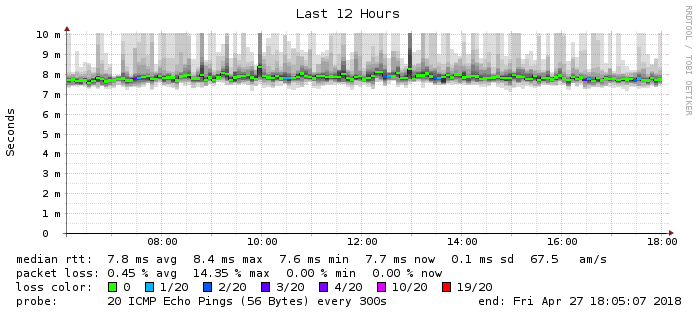 Last 12 Hours
RRDTOOL / TOBI OETIKER
Seconds
10 m
9 m
8 m
7 m
6 m
5 m
4 m
3 m
2 m
1 m
0
08:00 10:00 12:00 14:00 16:00 18:00
median rtt: 7.8 ms avg 8.4 ms max 7.6 ms min 7.7 ms now 0.1 ms sd 67.5 am/s
packet loss: 0.45 % avg 14.35 % max 0.00 % min 0.00 % now
loss color: 0 1/20 2/20 3/20 4/20 10/20 19/20
probe: 20 ICMP Echo Pings (56 Bytes) every 300s end: Fri Apr 27 18:05:07 2018